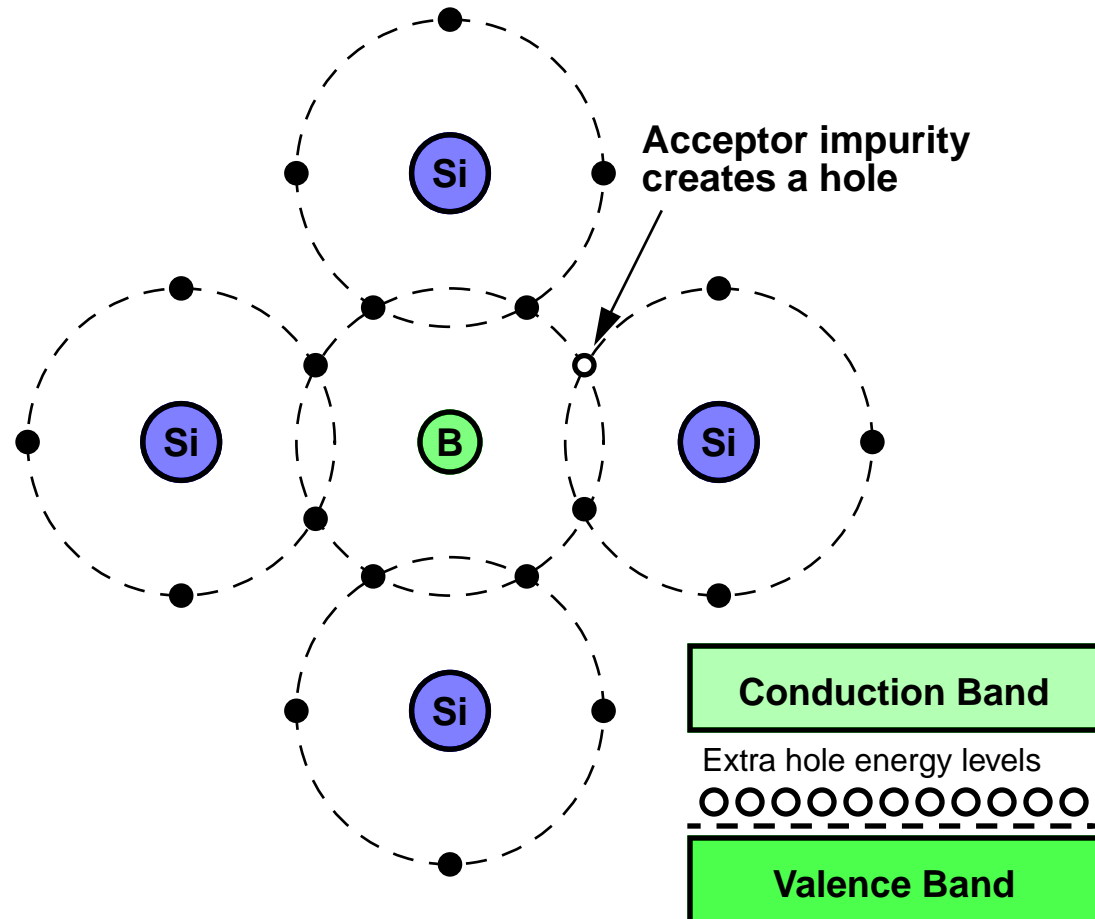 Si
Acceptor impurity
creates a hole
Si
B
Si
Si
Conduction Band
Extra hole energy levels
Valence Band